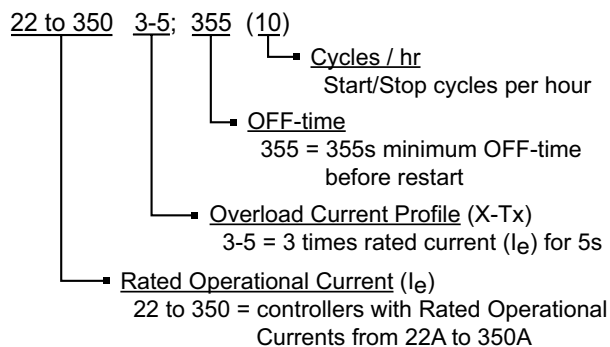 22 to 350 3-5; 355 (10)
Cycles / hr
Start/Stop cycles per hour
OFF-time
355 = 355s minimum OFF-time
before restart
Overload Current Profile (X-Tx)
3-5 = 3 times rated current (Ie) for 5s
Rated Operational Current (Ie)
22 to 350 = controllers with Rated Operational
Currents from 22A to 350A